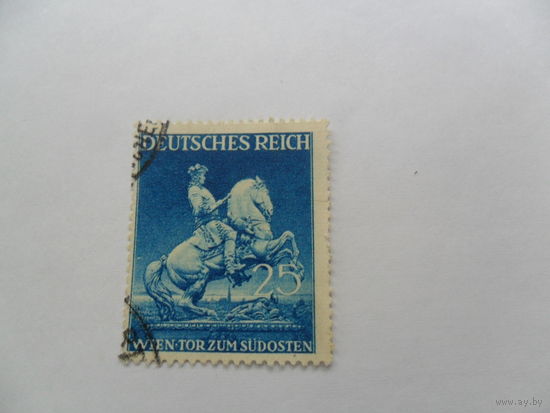 DEUTSCHES REICH
25
WIEN·TOR ZUM SÜDOSTEN
www.ay.by